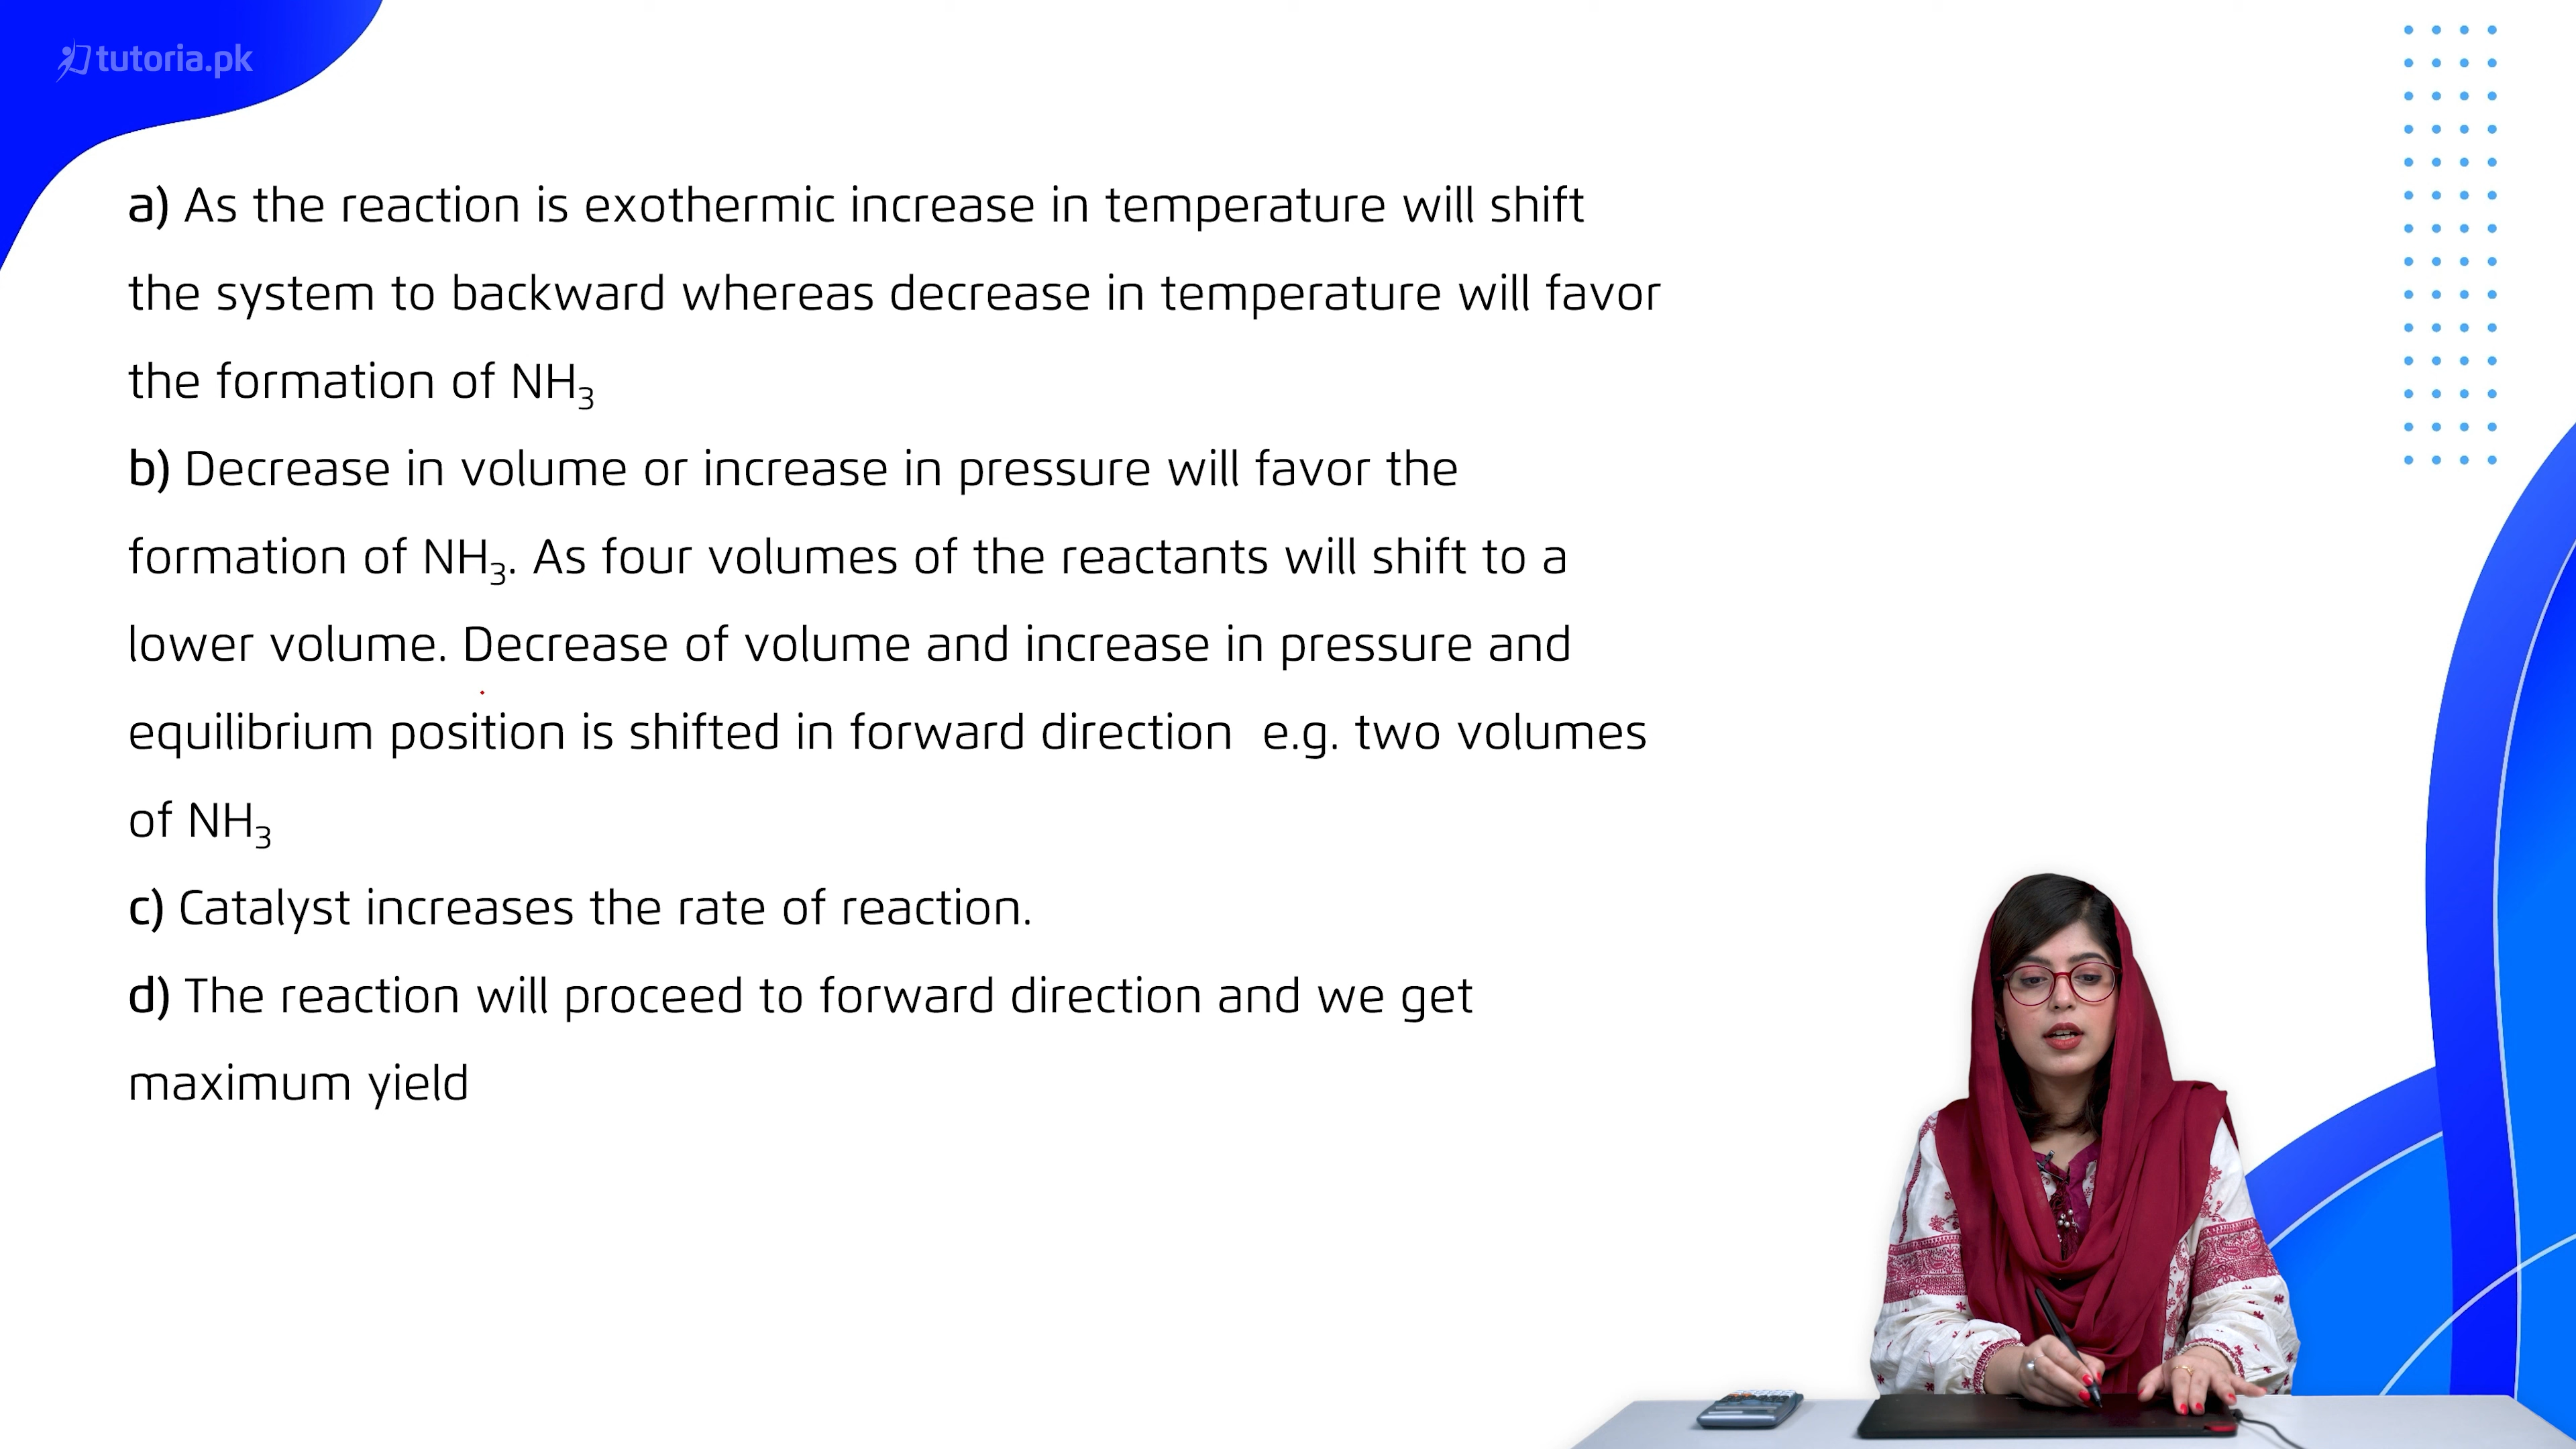 tutoria.pk
a) As the reaction is exothermic increase in temperature will shift
the system to backward whereas decrease in temperature will favor
the formation of NH₃
b) Decrease in volume or increase in pressure will favor the
formation of NH₃. As four volumes of the reactants will shift to a
lower volume. Decrease of volume and increase in pressure and
equilibrium position is shifted in forward direction  e.g. two volumes
of NH₃
c) Catalyst increases the rate of reaction.
d) The reaction will proceed to forward direction and we get
maximum yield